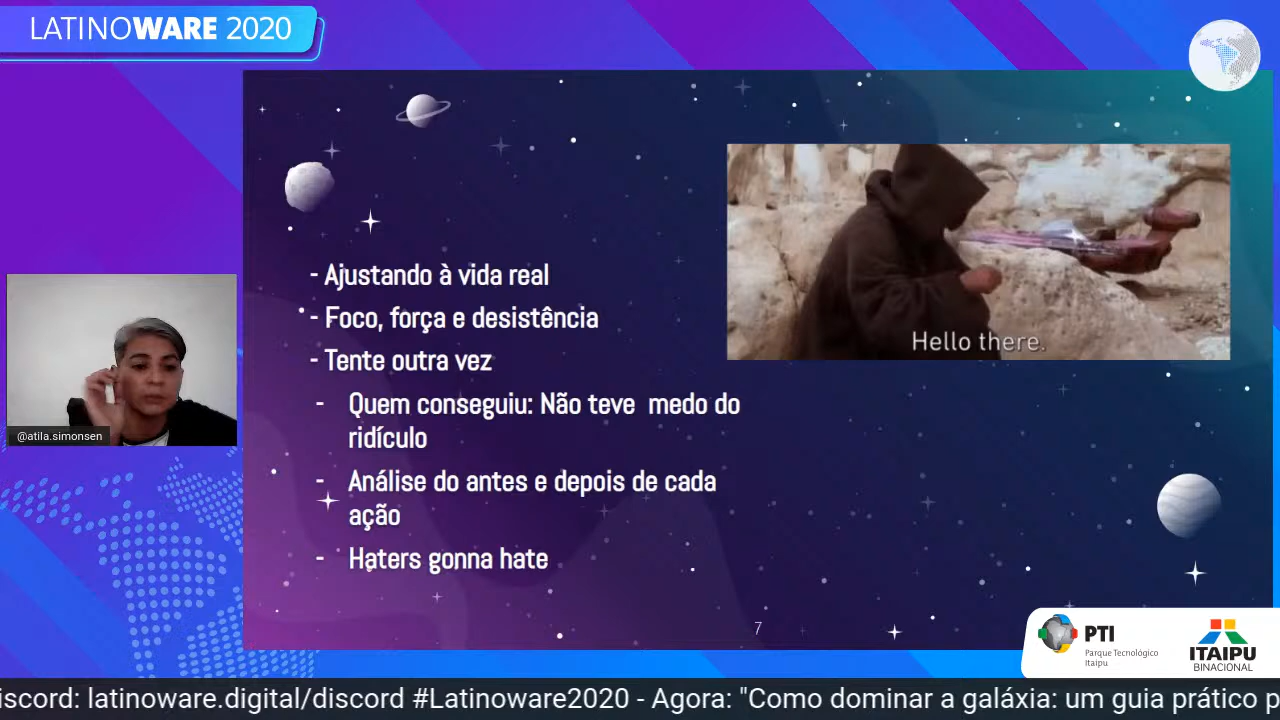 LATINOWARE 2020
- Ajustando à vida real
- Foco, força e desistência
- Tente outra vez
- Quem conseguiu: Não teve medo do
ridículo
- Análise do antes e depois de cada
ação
- Haters gonna hate
Hello there.
@atila.simonsen
7
PTI
Parque Tecnológico
Itaipu
ITAIPU
BINACIONAL
iscord: latinoware.digital/discord #Latinoware2020 - Agora: "Como dominar a galáxia: um guia prático p